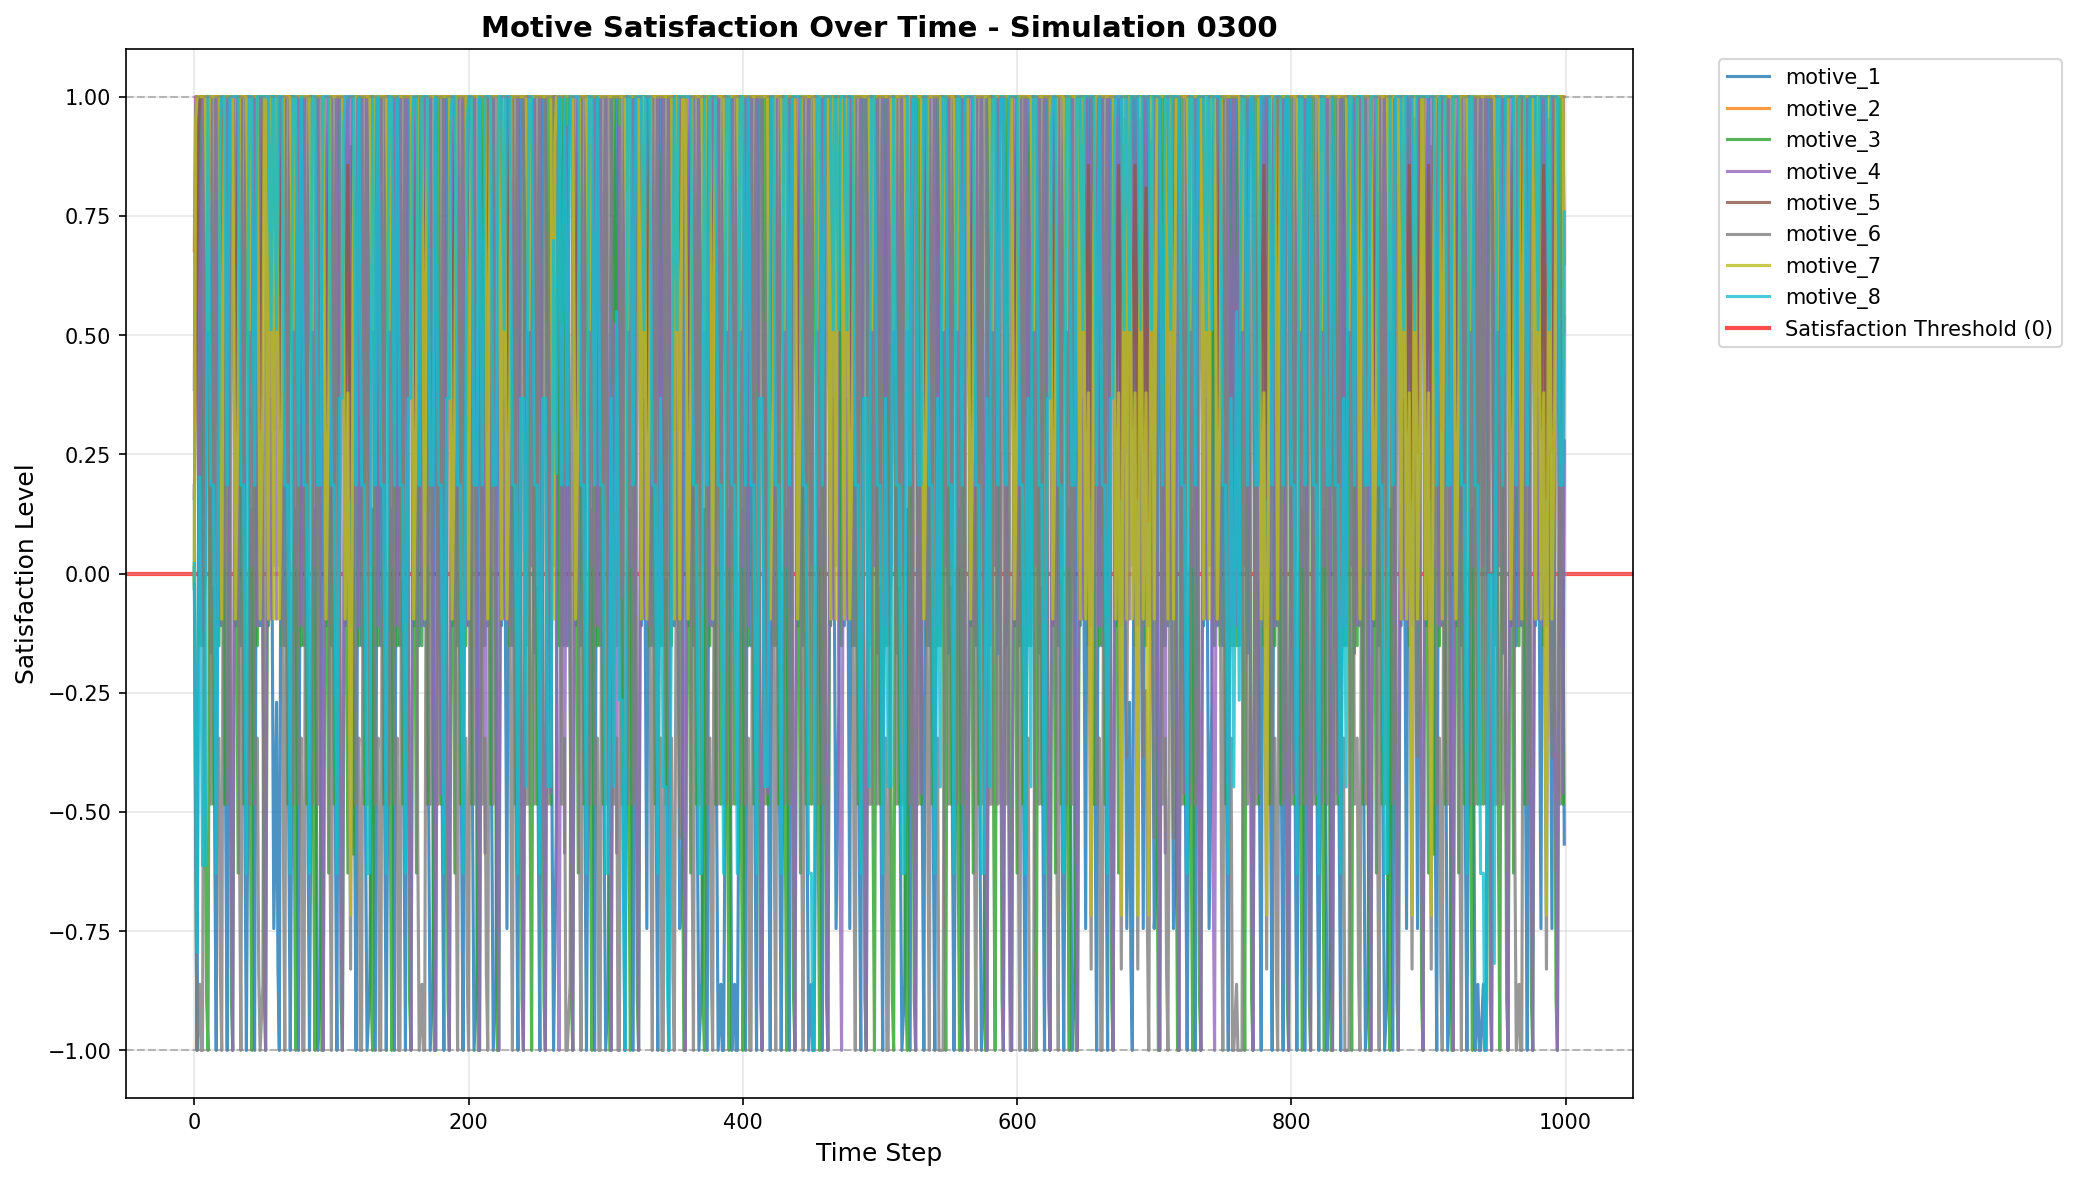 Motive Satisfaction Over Time - Simulation 0300
1.00
0.75
0.50
0.25
0.00
−0.25
−0.50
−0.75
−1.00
Satisfaction Level
0
200
400
600
800
1000
Time Step
motive_1
motive_2
motive_3
motive_4
motive_5
motive_6
motive_7
motive_8
Satisfaction Threshold (0)